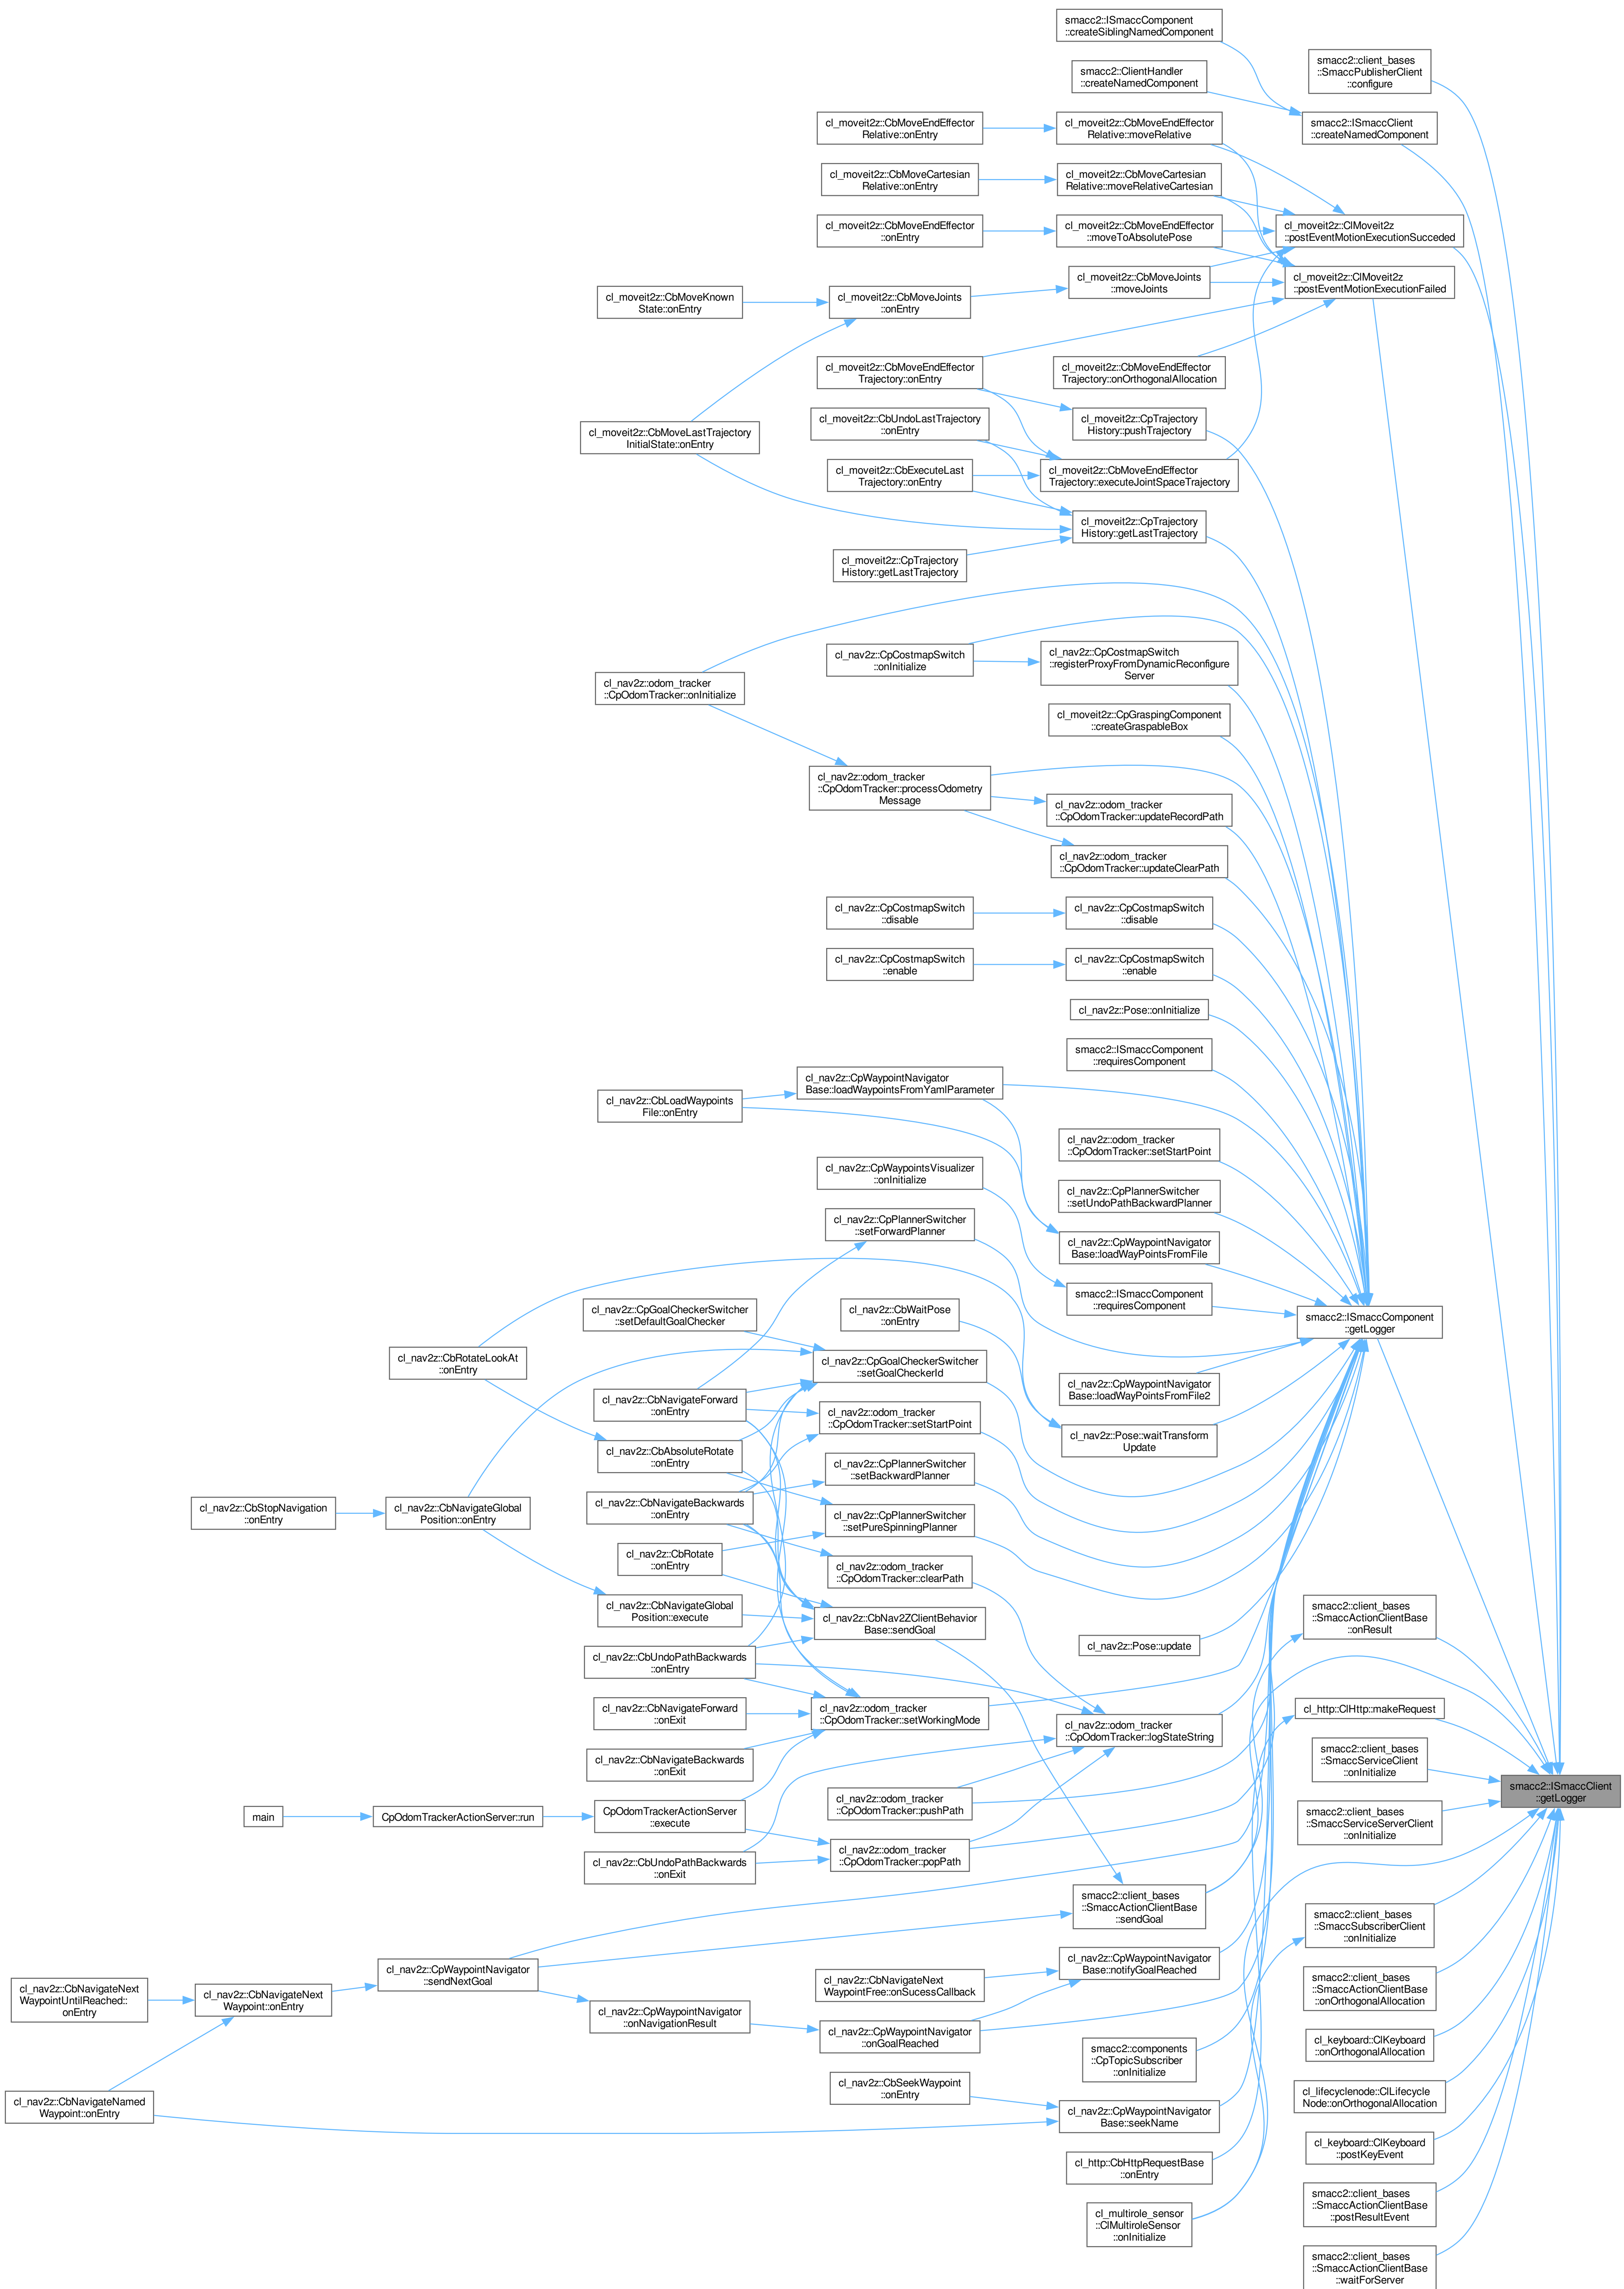 smacc2::ISmaccComponent
::createSiblingNamedComponent
smacc2::client_bases
::SmaccPublisherClient
::configure
smacc2::ClientHandler
::createNamedComponent
cl_moveit2z::CbMoveEndEffector
Relative::onEntry
cl_moveit2z::CbMoveEndEffector
Relative::moveRelative
smacc2::ISmaccClient
::createNamedComponent
cl_moveit2z::CbMoveCartesian
Relative::onEntry
cl_moveit2z::CbMoveCartesian
Relative::moveRelativeCartesian
cl_moveit2z::CbMoveEndEffector
::onEntry
cl_moveit2z::CbMoveEndEffector
::moveToAbsolutePose
cl_moveit2z::ClMoveit2z
::postEventMotionExecutionSucceded
cl_moveit2z::CbMoveKnown
State::onEntry
cl_moveit2z::CbMoveJoints
::onEntry
cl_moveit2z::CbMoveJoints
::moveJoints
cl_moveit2z::ClMoveit2z
::postEventMotionExecutionFailed
cl_moveit2z::CbMoveEndEffector
Trajectory::onEntry
cl_moveit2z::CbMoveEndEffector
Trajectory::onOrthogonalAllocation
cl_moveit2z::CbMoveLastTrajectory
InitialState::onEntry
cl_moveit2z::CbUndoLastTrajectory
::onEntry
cl_moveit2z::CpTrajectory
History::pushTrajectory
cl_moveit2z::CbExecuteLast
Trajectory::onEntry
cl_moveit2z::CbMoveEndEffector
Trajectory::executeJointSpaceTrajectory
cl_moveit2z::CpTrajectory
History::getLastTrajectory
cl_moveit2z::CpTrajectory
History::getLastTrajectory
cl_nav2z::odom_tracker
::CpOdomTracker::onInitialize
cl_nav2z::CpCostmapSwitch
::onInitialize
cl_nav2z::CpCostmapSwitch
::registerProxyFromDynamicReconfigure
Server
cl_moveit2z::CpGraspingComponent
::createGraspableBox
cl_nav2z::odom_tracker
::CpOdomTracker::processOdometry
Message
cl_nav2z::odom_tracker
::CpOdomTracker::updateRecordPath
cl_nav2z::odom_tracker
::CpOdomTracker::updateClearPath
cl_nav2z::CpCostmapSwitch
::disable
cl_nav2z::CpCostmapSwitch
::disable
cl_nav2z::CpCostmapSwitch
::enable
cl_nav2z::CpCostmapSwitch
::enable
cl_nav2z::Pose::onInitialize
smacc2::ISmaccComponent
::requiresComponent
cl_nav2z::CbLoadWaypoints
File::onEntry
cl_nav2z::CpWaypointNavigator
Base::loadWaypointsFromYamlParameter
cl_nav2z::odom_tracker
::CpOdomTracker::setStartPoint
cl_nav2z::CpWaypointsVisualizer
::onInitialize
cl_nav2z::CpPlannerSwitcher
::setUndoPathBackwardPlanner
cl_nav2z::CpPlannerSwitcher
::setForwardPlanner
cl_nav2z::CpWaypointNavigator
Base::loadWayPointsFromFile
cl_nav2z::CpGoalCheckerSwitcher
::setDefaultGoalChecker
cl_nav2z::CbWaitPose
::onEntry
smacc2::ISmaccComponent
::requiresComponent
smacc2::ISmaccComponent
::getLogger
cl_nav2z::CbRotateLookAt
::onEntry
cl_nav2z::CpGoalCheckerSwitcher
::setGoalCheckerId
cl_nav2z::CpWaypointNavigator
Base::loadWayPointsFromFile2
cl_nav2z::CbNavigateForward
::onEntry
cl_nav2z::odom_tracker
::CpOdomTracker::setStartPoint
cl_nav2z::Pose::waitTransform
Update
cl_nav2z::CbAbsoluteRotate
::onEntry
cl_nav2z::CpPlannerSwitcher
::setBackwardPlanner
cl_nav2z::CbStopNavigation
::onEntry
cl_nav2z::CbNavigateGlobal
Position::onEntry
cl_nav2z::CbNavigateBackwards
::onEntry
cl_nav2z::CpPlannerSwitcher
::setPureSpinningPlanner
cl_nav2z::CbRotate
::onEntry
cl_nav2z::odom_tracker
::CpOdomTracker::clearPath
cl_nav2z::CbNavigateGlobal
Position::execute
cl_nav2z::CbNav2ZClientBehavior
Base::sendGoal
smacc2::client_bases
::SmaccActionClientBase
::onResult
cl_nav2z::Pose::update
cl_nav2z::CbUndoPathBackwards
::onEntry
cl_nav2z::CbNavigateForward
::onExit
cl_nav2z::odom_tracker
::CpOdomTracker::setWorkingMode
cl_nav2z::odom_tracker
::CpOdomTracker::logStateString
cl_http::ClHttp::makeRequest
cl_nav2z::CbNavigateBackwards
::onExit
smacc2::client_bases
::SmaccServiceClient
::onInitialize
smacc2::ISmaccClient
::getLogger
main
CpOdomTrackerActionServer::run
CpOdomTrackerActionServer
::execute
cl_nav2z::odom_tracker
::CpOdomTracker::pushPath
smacc2::client_bases
::SmaccServiceServerClient
::onInitialize
cl_nav2z::CbUndoPathBackwards
::onExit
cl_nav2z::odom_tracker
::CpOdomTracker::popPath
smacc2::client_bases
::SmaccActionClientBase
::sendGoal
smacc2::client_bases
::SmaccSubscriberClient
::onInitialize
cl_nav2z::CpWaypointNavigator
::sendNextGoal
cl_nav2z::CpWaypointNavigator
Base::notifyGoalReached
cl_nav2z::CbNavigateNext
WaypointUntilReached::
onEntry
cl_nav2z::CbNavigateNext
Waypoint::onEntry
cl_nav2z::CbNavigateNext
WaypointFree::onSucessCallback
smacc2::client_bases
::SmaccActionClientBase
::onOrthogonalAllocation
cl_nav2z::CpWaypointNavigator
::onNavigationResult
cl_nav2z::CpWaypointNavigator
::onGoalReached
cl_keyboard::ClKeyboard
::onOrthogonalAllocation
smacc2::components
::CpTopicSubscriber
::onInitialize
cl_nav2z::CbSeekWaypoint
::onEntry
cl_lifecyclenode::ClLifecycle
Node::onOrthogonalAllocation
cl_nav2z::CbNavigateNamed
Waypoint::onEntry
cl_nav2z::CpWaypointNavigator
Base::seekName
cl_keyboard::ClKeyboard
::postKeyEvent
cl_http::CbHttpRequestBase
::onEntry
smacc2::client_bases
::SmaccActionClientBase
::postResultEvent
cl_multirole_sensor
::ClMultiroleSensor
::onInitialize
smacc2::client_bases
::SmaccActionClientBase
::waitForServer